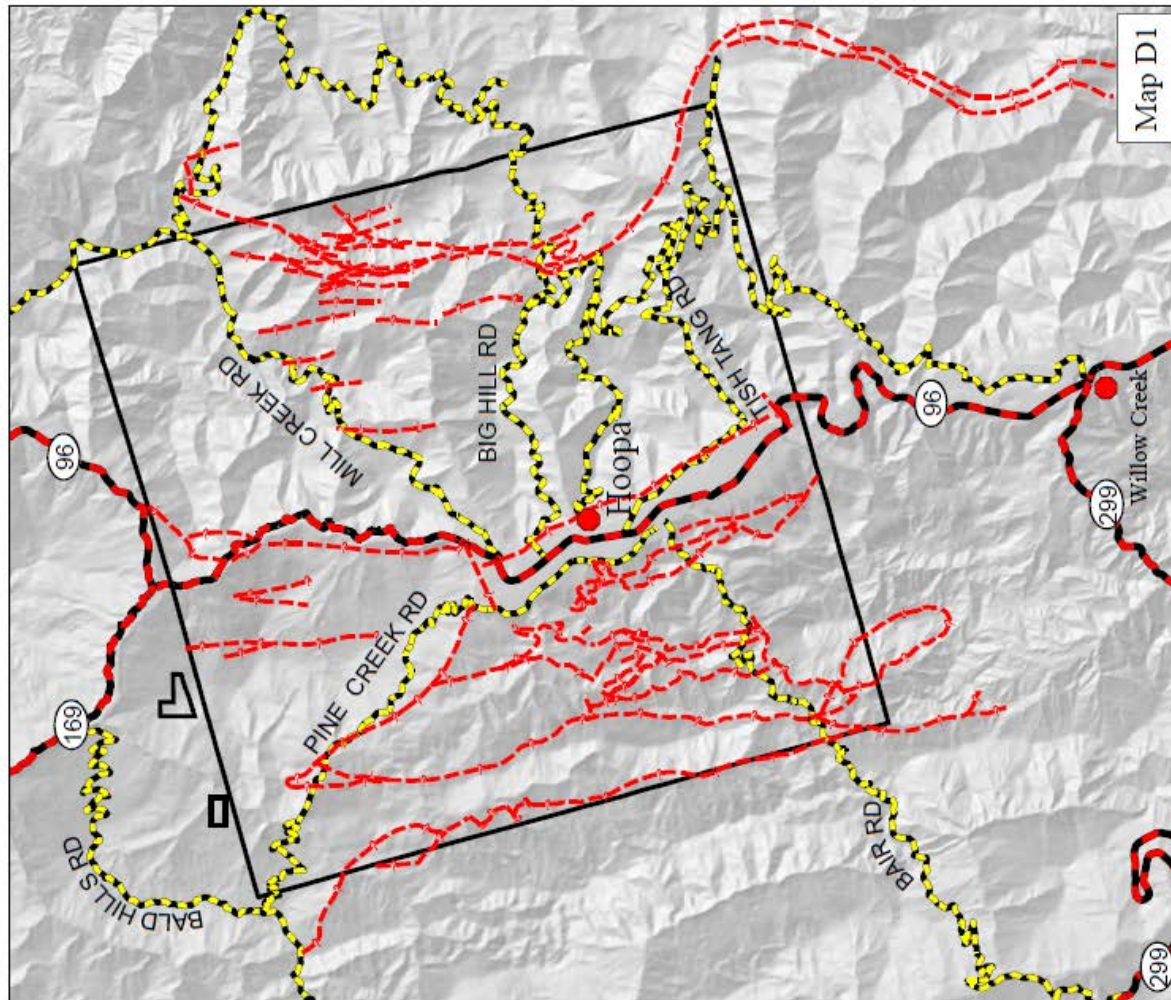 96
169
BALD HILLS RD
MILL CREEK RD
PINE CREEK RD
BIG HILL RD
Hoopa
TISH TANG RD
BAIR RD
96
299
Willow Creek
299
Map D1